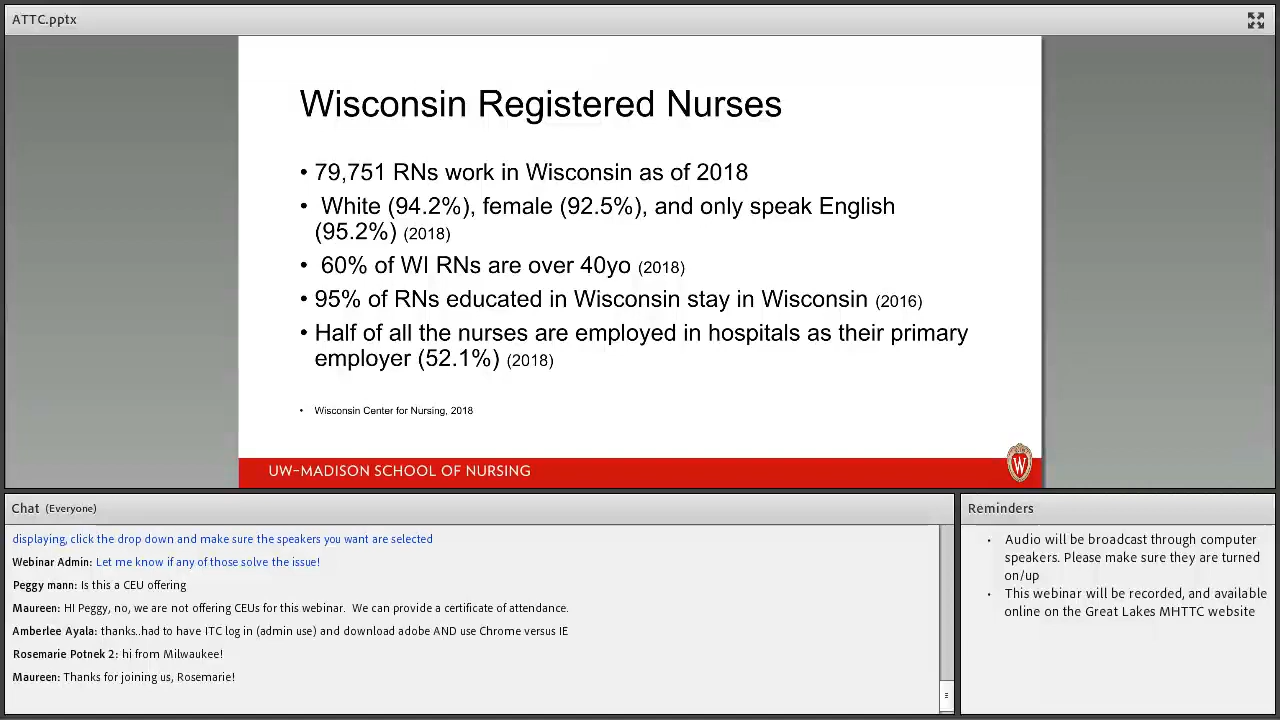 ATTC.pptx
Wisconsin Registered Nurses
• 79,751 RNs work in Wisconsin as of 2018
• White (94.2%), female (92.5%), and only speak English
(95.2%) (2018)
• 60% of WI RNs are over 40yo (2018)
• 95% of RNs educated in Wisconsin stay in Wisconsin (2016)
• Half of all the nurses are employed in hospitals as their primary
employer (52.1%) (2018)
• Wisconsin Center for Nursing, 2018
UW-MADISON SCHOOL OF NURSING
W
Chat (Everyone)
displaying, click the drop down and make sure the speakers you want are selected
Webinar Admin: Let me know if any of those solve the issue!
Peggy mann: Is this a CEU offering
Maureen: HI Peggy, no, we are not offering CEUs for this webinar. We can provide a certificate of attendance.
Amberlee Ayala: thanks..had to have ITC log in (admin use) and download adobe AND use Chrome versus IE
Rosemarie Potnek 2: hi from Milwaukee!
Maureen: Thanks for joining us, Rosemarie!
Reminders
• Audio will be broadcast through computer
speakers. Please make sure they are turned
on/up
• This webinar will be recorded, and available
online on the Great Lakes MHTTC website